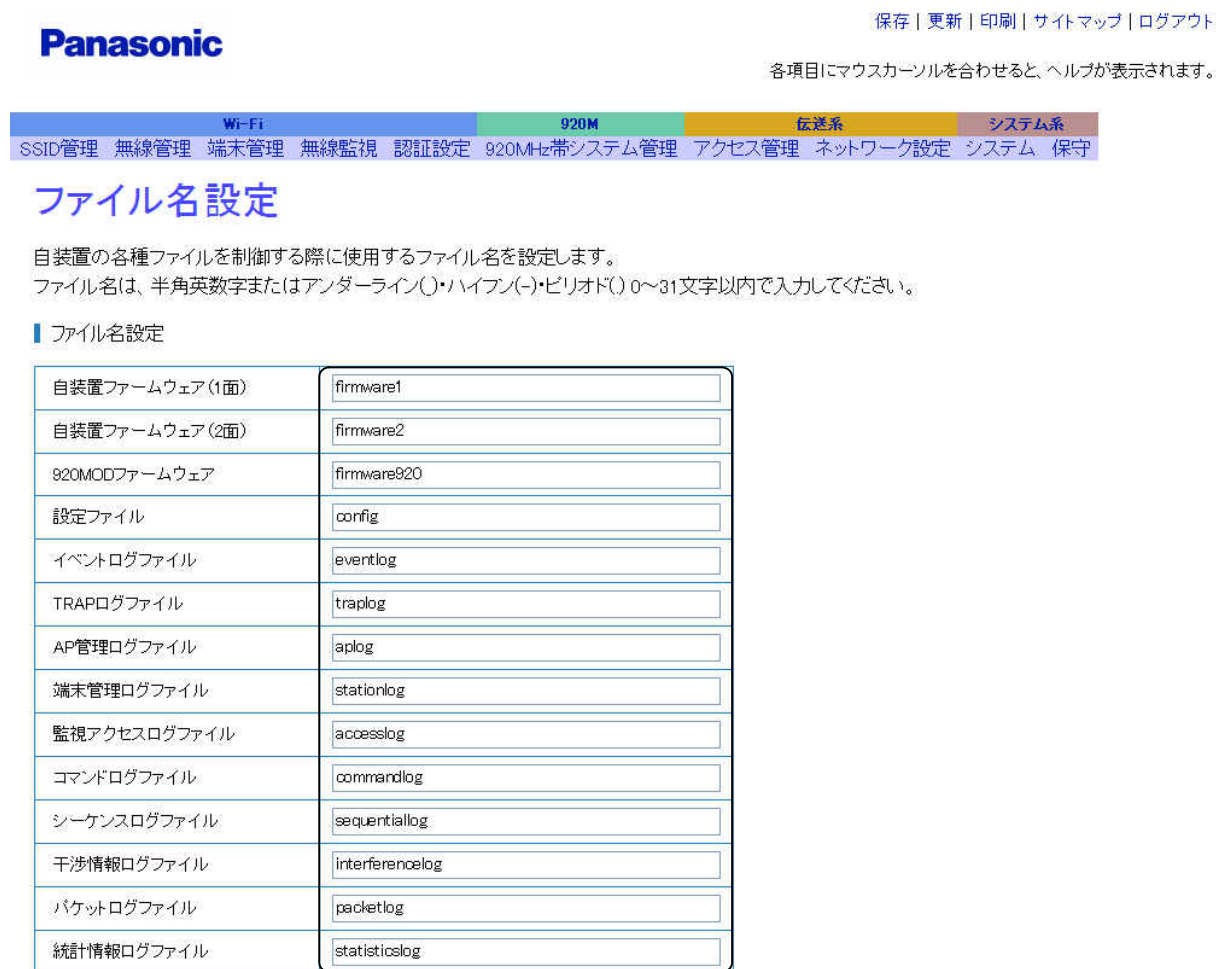 Panasonic
保存 | 更新 | 印刷 | サイトマップ | ログアウト
各項目にマウスカーソルを合わせると、ヘルプが表示されます。
Wi-Fi 920M 伝送系 システム系
SSID管理 無線管理 端末管理 無線監視 認証設定 920MHz帯システム管理 アクセス管理 ネットワーク設定 システム 保守
ファイル名設定
自装置の各種ファイルを制御する際に使用するファイル名を設定します。
ファイル名は、半角英数字またはアンダーライン(_)・ハイフン(-)・ピリオド(.) 0～31文字以内で入力してください。
ファイル名設定
自装置ファームウェア(1面) firmware1
自装置ファームウェア(2面) firmware2
920MODファームウェア firmware920
設定ファイル config
イベントログファイル eventlog
TRAPログファイル traplog
AP管理ログファイル aplog
端末管理ログファイル stationlog
監視アクセスログファイル accesslog
コマンドログファイル commandlog
シーケンスログファイル sequentiallog
干渉情報ログファイル interferencelog
パケットログファイル packetlog
統計情報ログファイル statisticslog